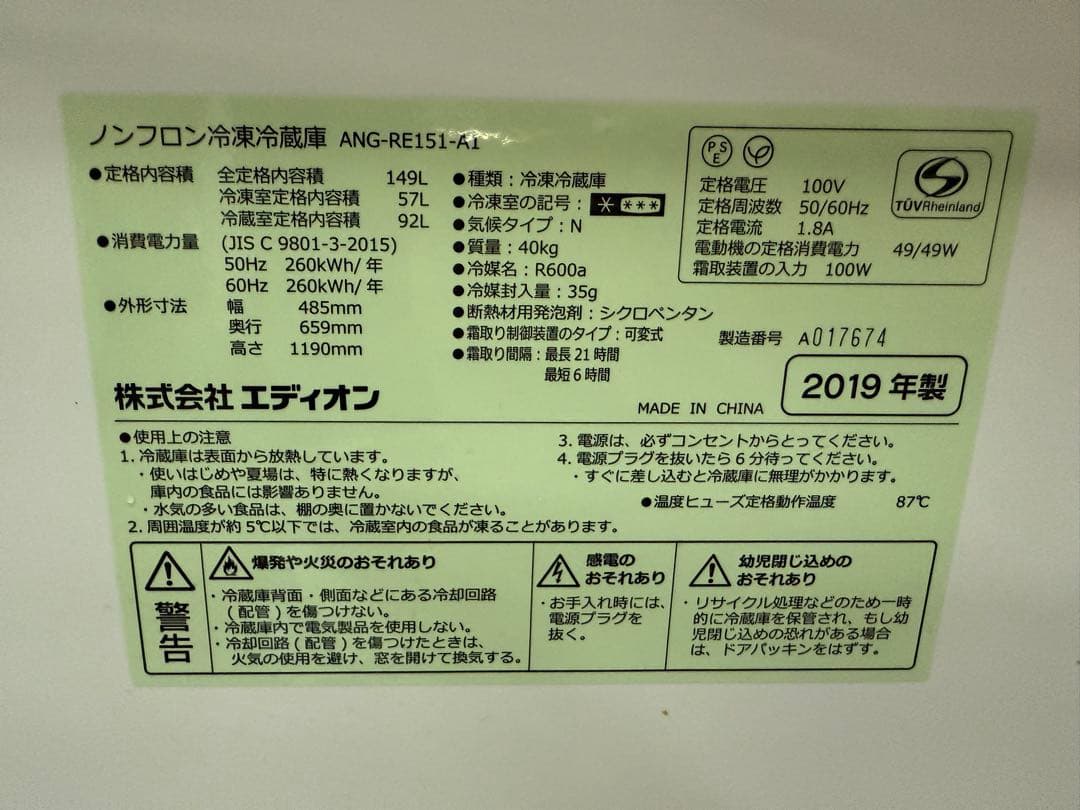 ノンフロン冷凍冷蔵庫 ANG-RE151-A1
●定格内容積 全定格内容積 149L
冷凍室定格内容積 57L
冷蔵室定格内容積 92L
●消費電力量 (JIS C 9801-3-2015)
50Hz 260kWh/年
60Hz 260kWh/年
●外形寸法 幅 485mm
奥行 659mm
高さ 1190mm
●種類：冷凍冷蔵庫
●冷凍室の記号：＊ ***
●気候タイプ：N
●質量：40kg
●冷媒名：R600a
●冷媒封入量：35g
●断熱材用発泡剤：シクロペンタン
●霜取り制御装置のタイプ：可変式
●霜取り間隔：最長21時間
最短6時間
PSE
定格電圧 100V
定格周波数 50/60Hz
定格電流 1.8A
電動機の定格消費電力 49/49W
霜取装置の入力 100W
TÜVRheinland
製造番号 A017674
株式会社エディオン
MADE IN CHINA
2019年製
●使用上の注意
1. 冷蔵庫は表面から放熱しています。
・使いはじめや夏場は、特に熱くなりますが、
庫内の食品には影響ありません。
・水気の多い食品は、棚の奥に置かないでください。
2. 周囲温度が約5℃以下では、冷蔵室内の食品が凍ることがあります。
3. 電源は、必ずコンセントからとってください。
4. 電源プラグを抜いたら6分待ってください。
・すぐに差し込むと冷蔵庫に無理がかかります。
●温度ヒューズ定格動作温度 87℃
警告
爆発や火災のおそれあり
・冷蔵庫背面・側面などにある冷却回路
(配管)を傷つけない。
・冷蔵庫内で電気製品を使用しない。
・冷却回路(配管)を傷つけたときは、
火気の使用を避け、窓を開けて換気する。
感電の
おそれあり
・お手入れ時には、
電源プラグを
抜く。
幼児閉じ込めの
おそれあり
・リサイクル処理などのため一時
的に冷蔵庫を保管され、もし幼
児閉じ込めの恐れがある場合
は、ドアパッキンをはずす。